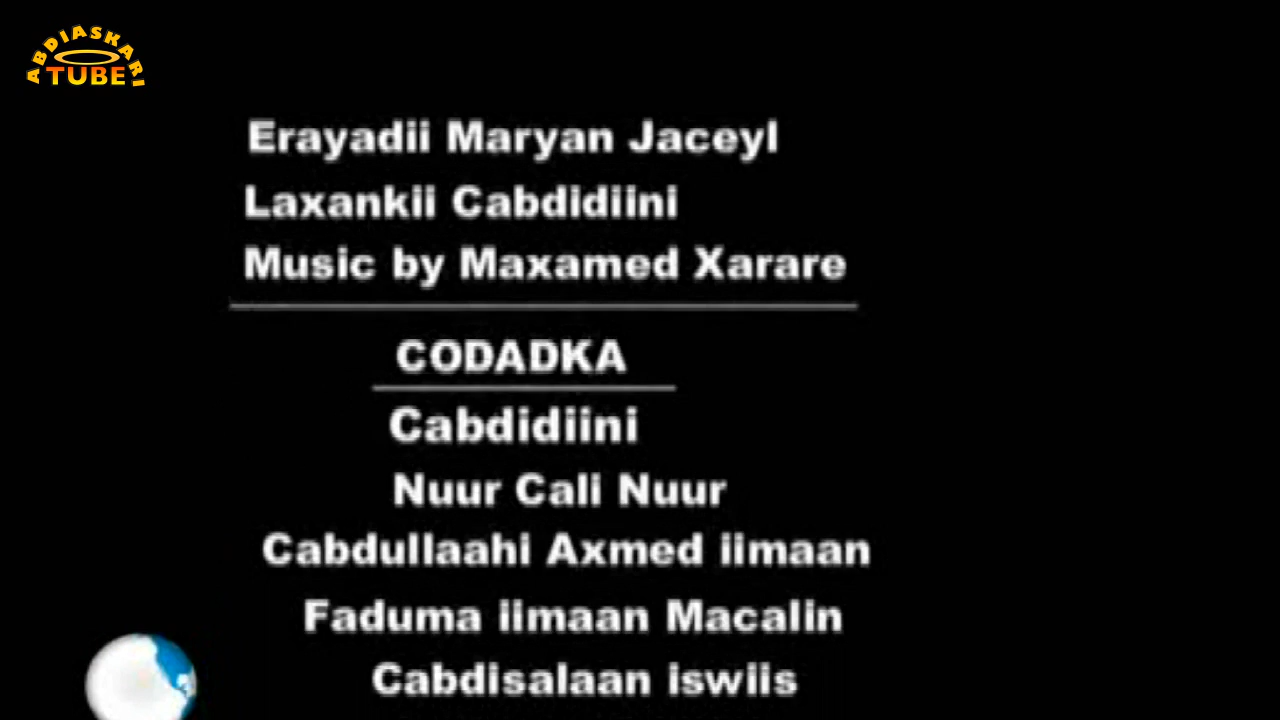 ABDIASKARI
TUBE
Erayadii Maryan Jaceyl
Laxankii Cabdidiini
Music by Maxamed Xarare
CODADKA
Cabdidiini
Nuur Cali Nuur
Cabdullaahi Axmed iimaan
Faduma iimaan Macalin
Cabdisalaan iswiis